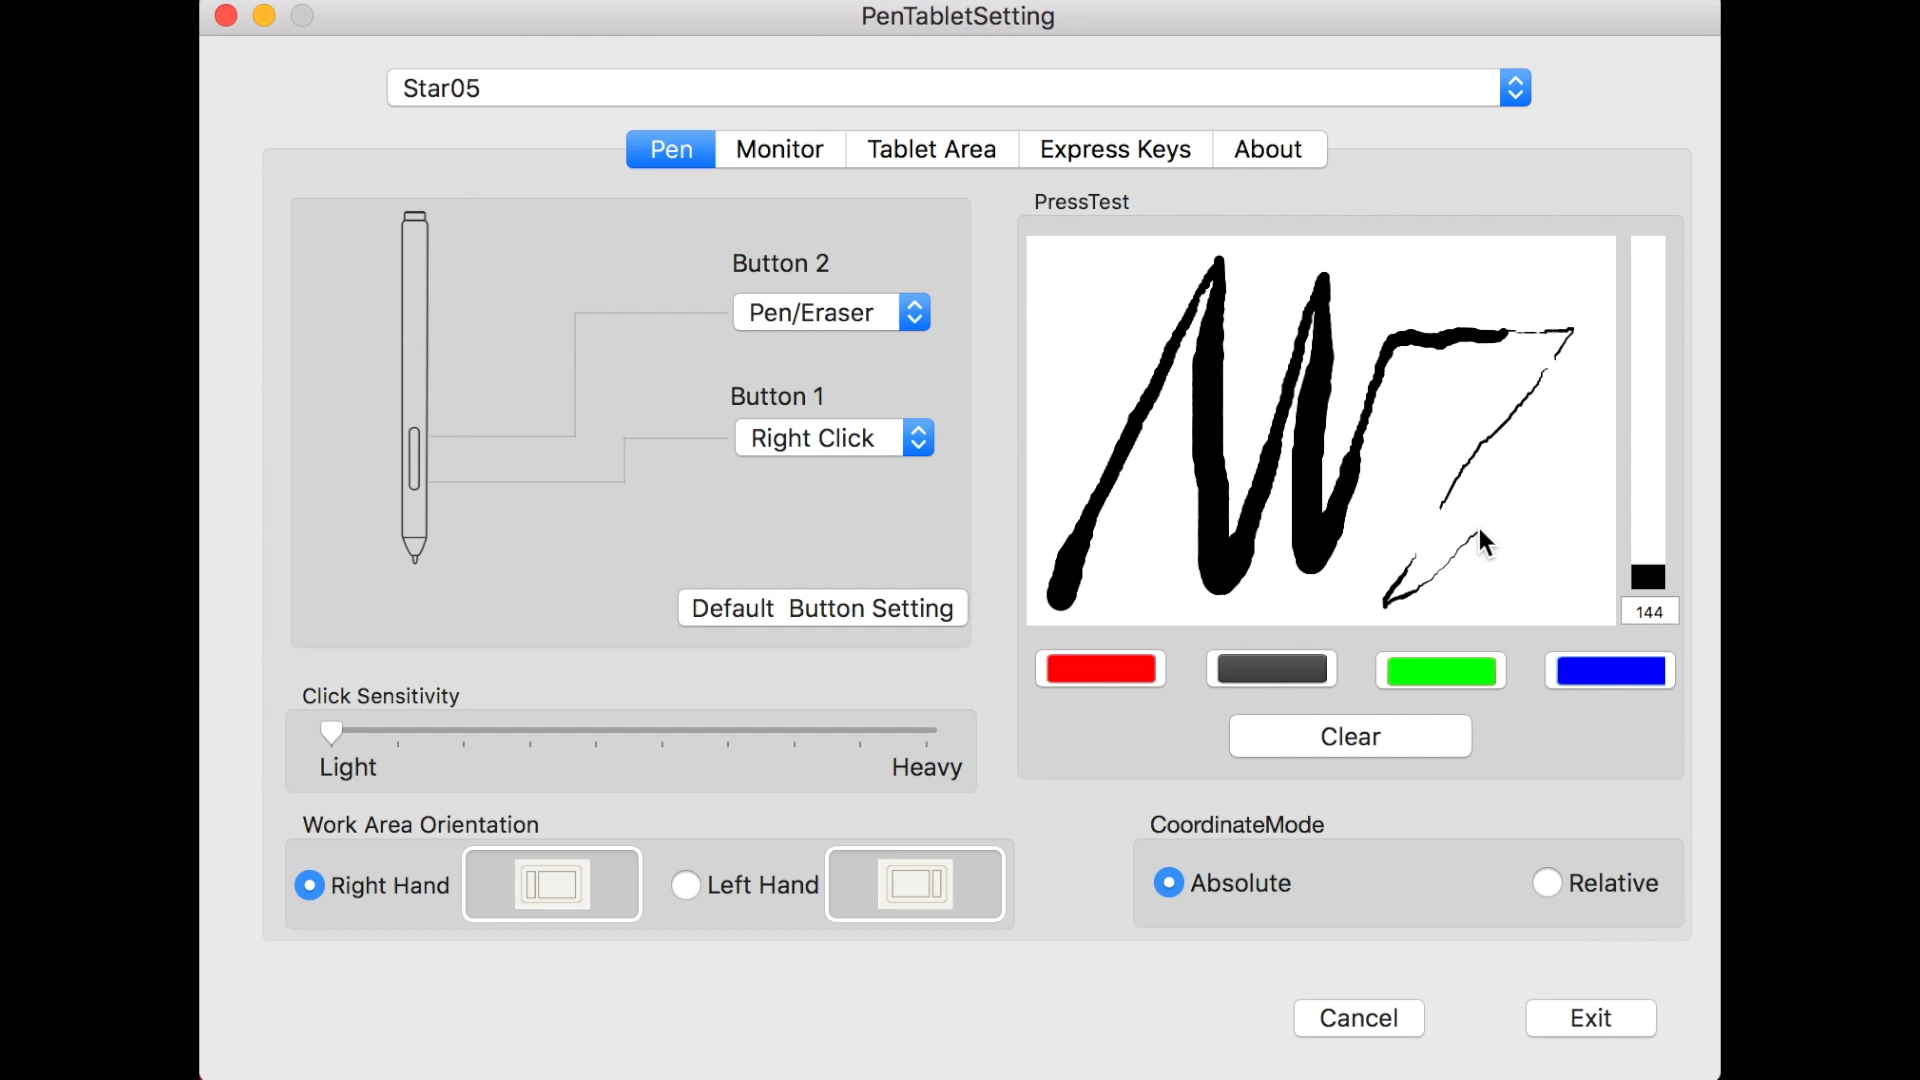 PenTabletSetting
Star05
Pen Monitor Tablet Area Express Keys About
PressTest
Button 2
Pen/Eraser
Button 1
Right Click
Default Button Setting
144
Clear
Click Sensitivity
Light Heavy
Work Area Orientation
Right Hand Left Hand
CoordinateMode
Absolute Relative
Cancel Exit